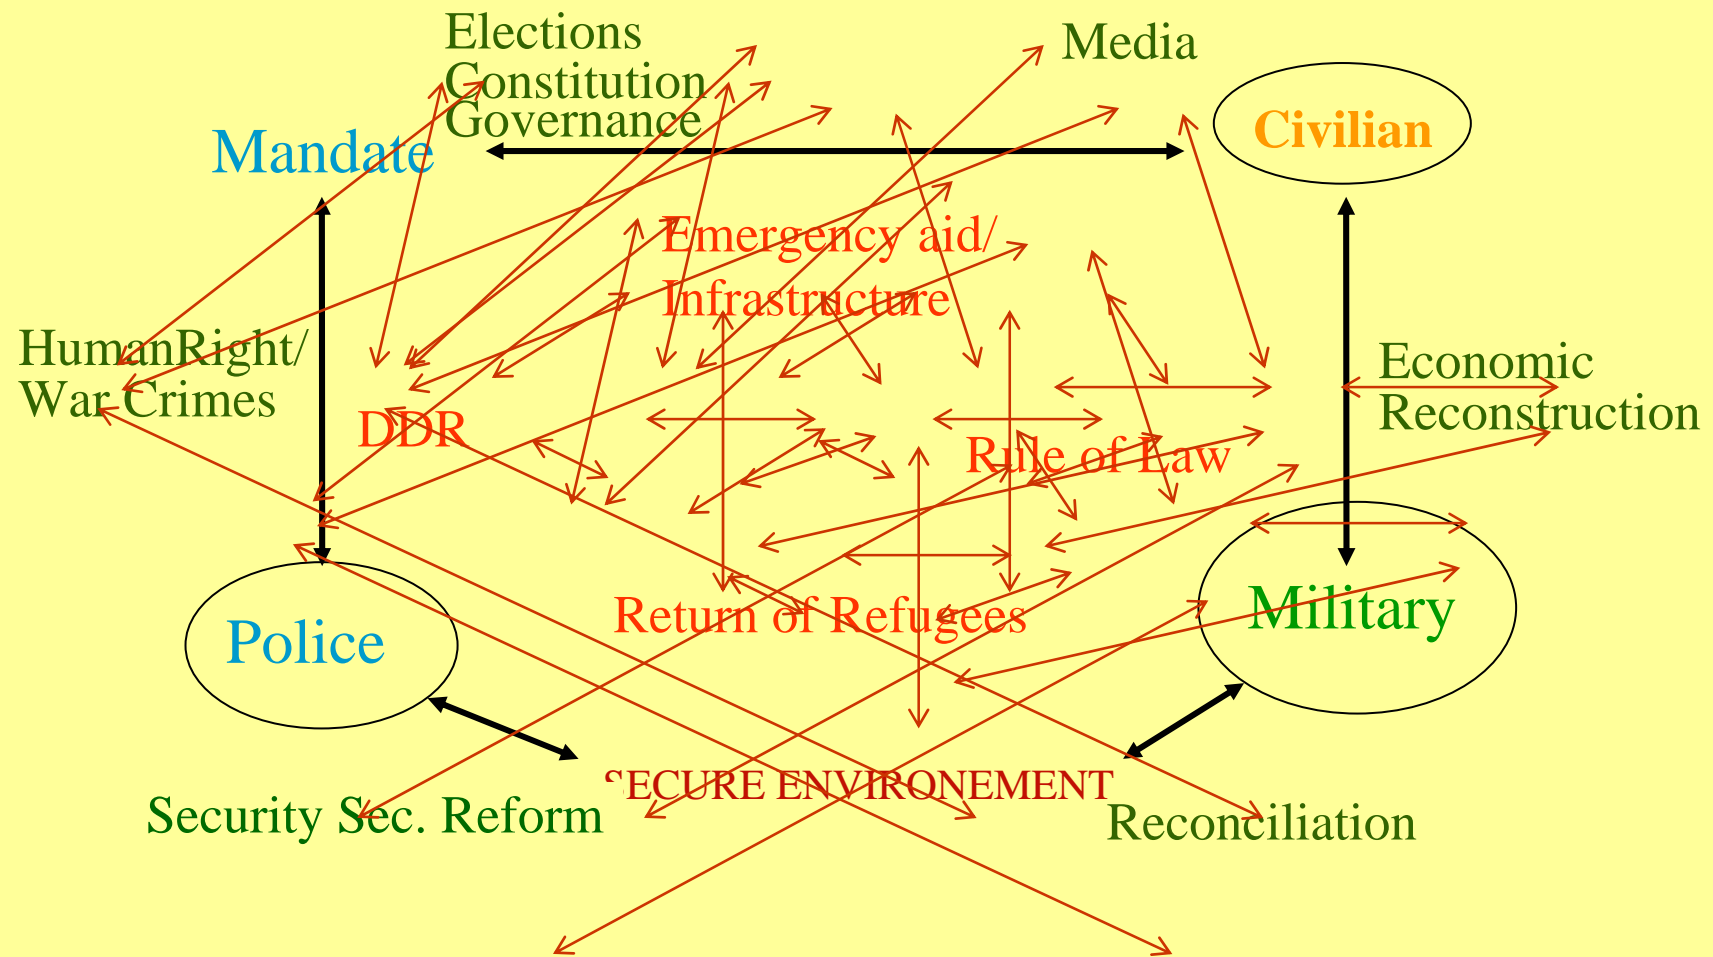 Elections
Constitution
Governance
Media
Mandate
Civilian
Emergency aid/
Infrastructure
HumanRight/
War Crimes
Economic
Reconstruction
DDR
Rule of Law
Return of Refugees
Police
Military
SECURE ENVIRONEMENT
Security Sec. Reform
Reconciliation